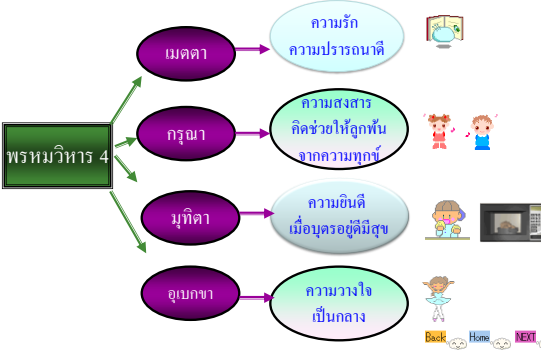 พรหมวิหาร 4
เมตตา
ความรัก
ความปรารถนาดี
กรุณา
ความสงสาร
คิดช่วยให้ลูกพ้น
จากความทุกข์
มุทิตา
ความยินดี
เมื่อบุตรอยู่ดีมีสุข
อุเบกขา
ความวางใจ
เป็นกลาง
Back
Home
NEXT